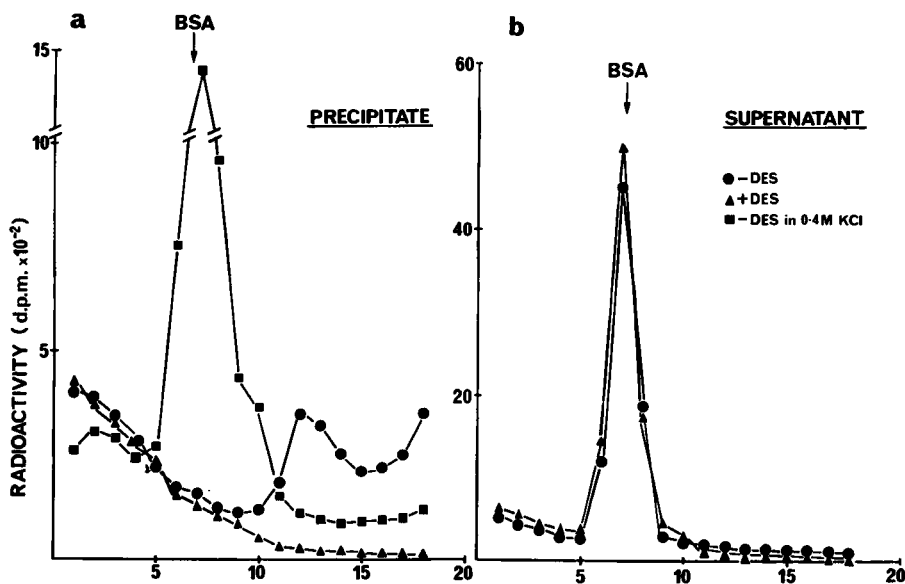 a
BSA
15
PRECIPITATE
10
5
RADIOACTIVITY (d.p.m. x10-2)
5
10
15
20
b
60
BSA
SUPERNATANT
-DES
+DES
-DES in 0·4M KCl
40
20
5
10
15
20